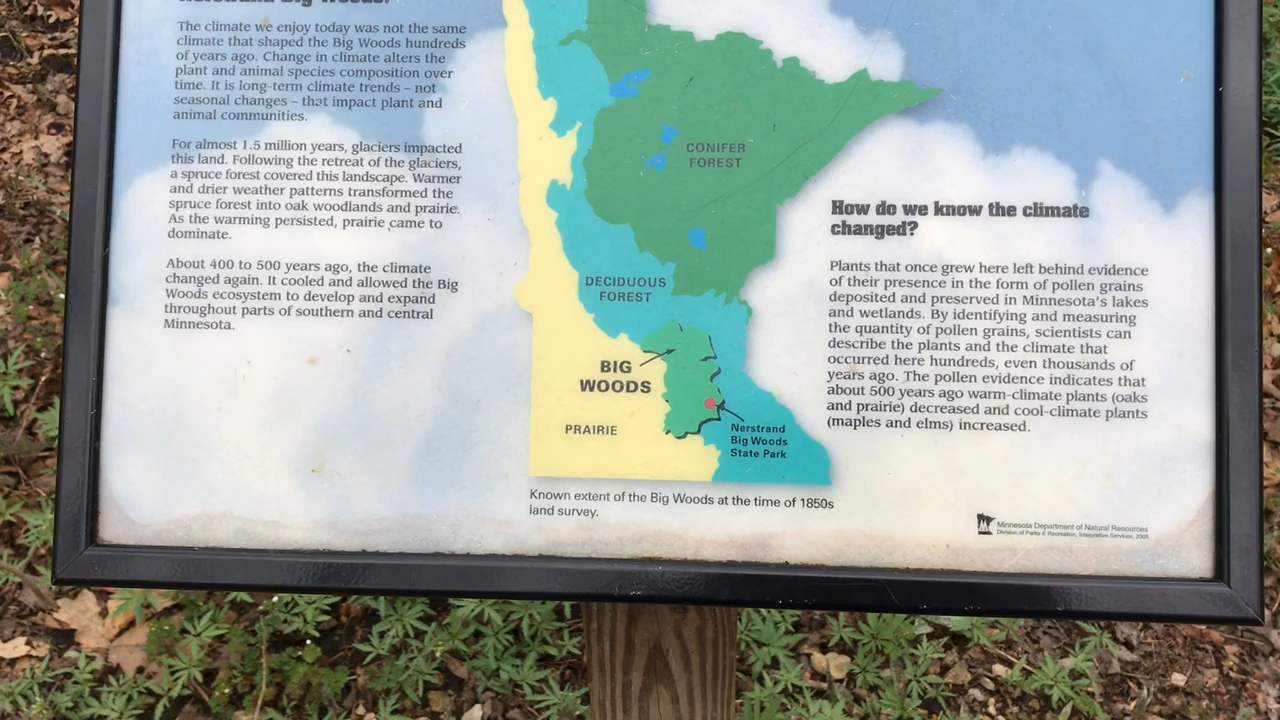 Nerstrand Big Woods?
The climate we enjoy today was not the same
climate that shaped the Big Woods hundreds
of years ago. Change in climate alters the
plant and animal species composition over
time. It is long-term climate trends – not
seasonal changes – that impact plant and
animal communities.
For almost 1.5 million years, glaciers impacted
this land. Following the retreat of the glaciers,
a spruce forest covered this landscape. Warmer
and drier weather patterns transformed the
spruce forest into oak woodlands and prairie.
As the warming persisted, prairie came to
dominate.
About 400 to 500 years ago, the climate
changed again. It cooled and allowed the Big
Woods ecosystem to develop and expand
throughout parts of southern and central
Minnesota.
CONIFER
FOREST
DECIDUOUS
FOREST
BIG
WOODS
PRAIRIE
Nerstrand
Big Woods
State Park
Known extent of the Big Woods at the time of 1850s
land survey.
How do we know the climate
changed?
Plants that once grew here left behind evidence
of their presence in the form of pollen grains
deposited and preserved in Minnesota's lakes
and wetlands. By identifying and measuring
the quantity of pollen grains, scientists can
describe the plants and the climate that
occurred here hundreds, even thousands of
years ago. The pollen evidence indicates that
about 500 years ago warm-climate plants (oaks
and prairie) decreased and cool-climate plants
(maples and elms) increased.
Minnesota Department of Natural Resources
Division of Parks & Recreation, Interpretive Services, 2005